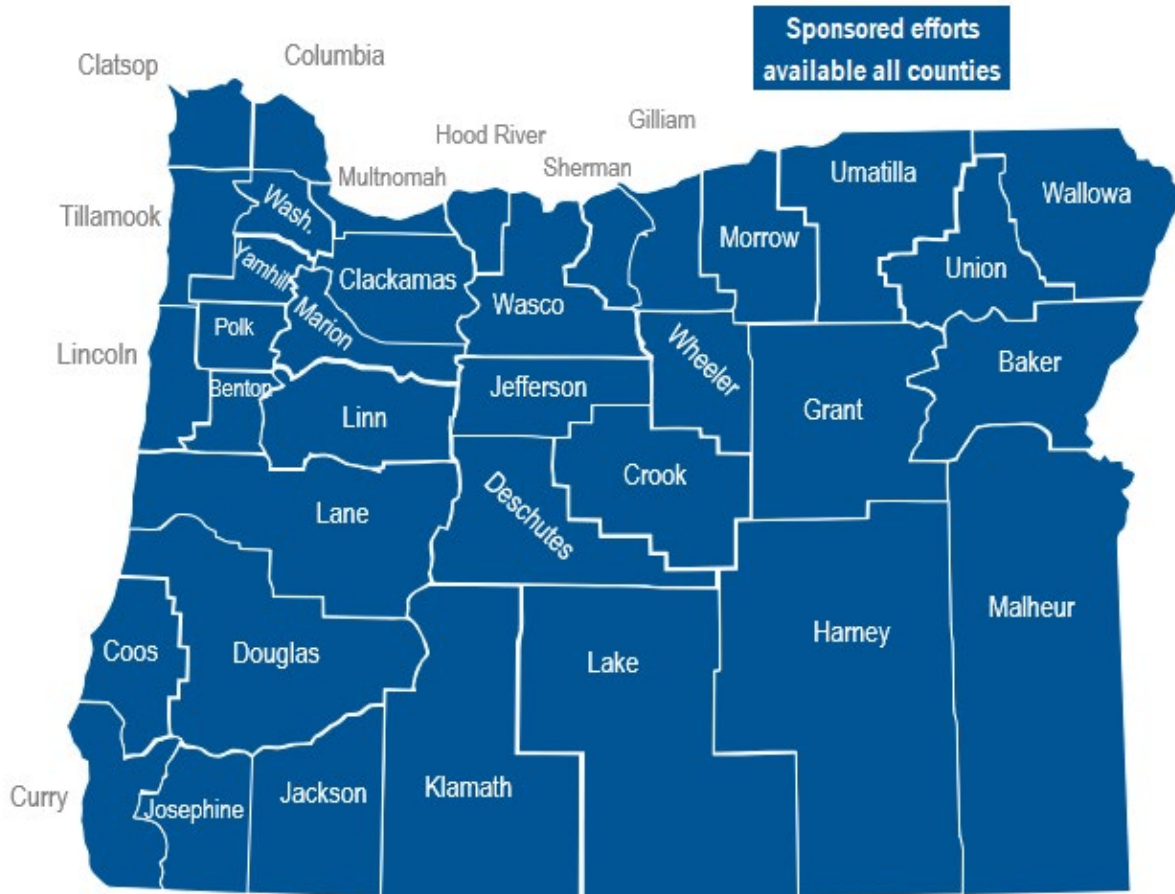 Sponsored efforts
available all counties
Columbia
Clatsop
Gilliam
Hood River
Sherman
Multnomah
Umatilla
Wallowa
Tillamook
Wash.
Morrow
Union
Yamhill
Clackamas
Wasco
Marion
Polk
Lincoln
Wheeler
Baker
Benton
Jefferson
Linn
Grant
Crook
Deschutes
Lane
Malheur
Harney
Coos
Douglas
Lake
Curry
Josephine
Jackson
Klamath